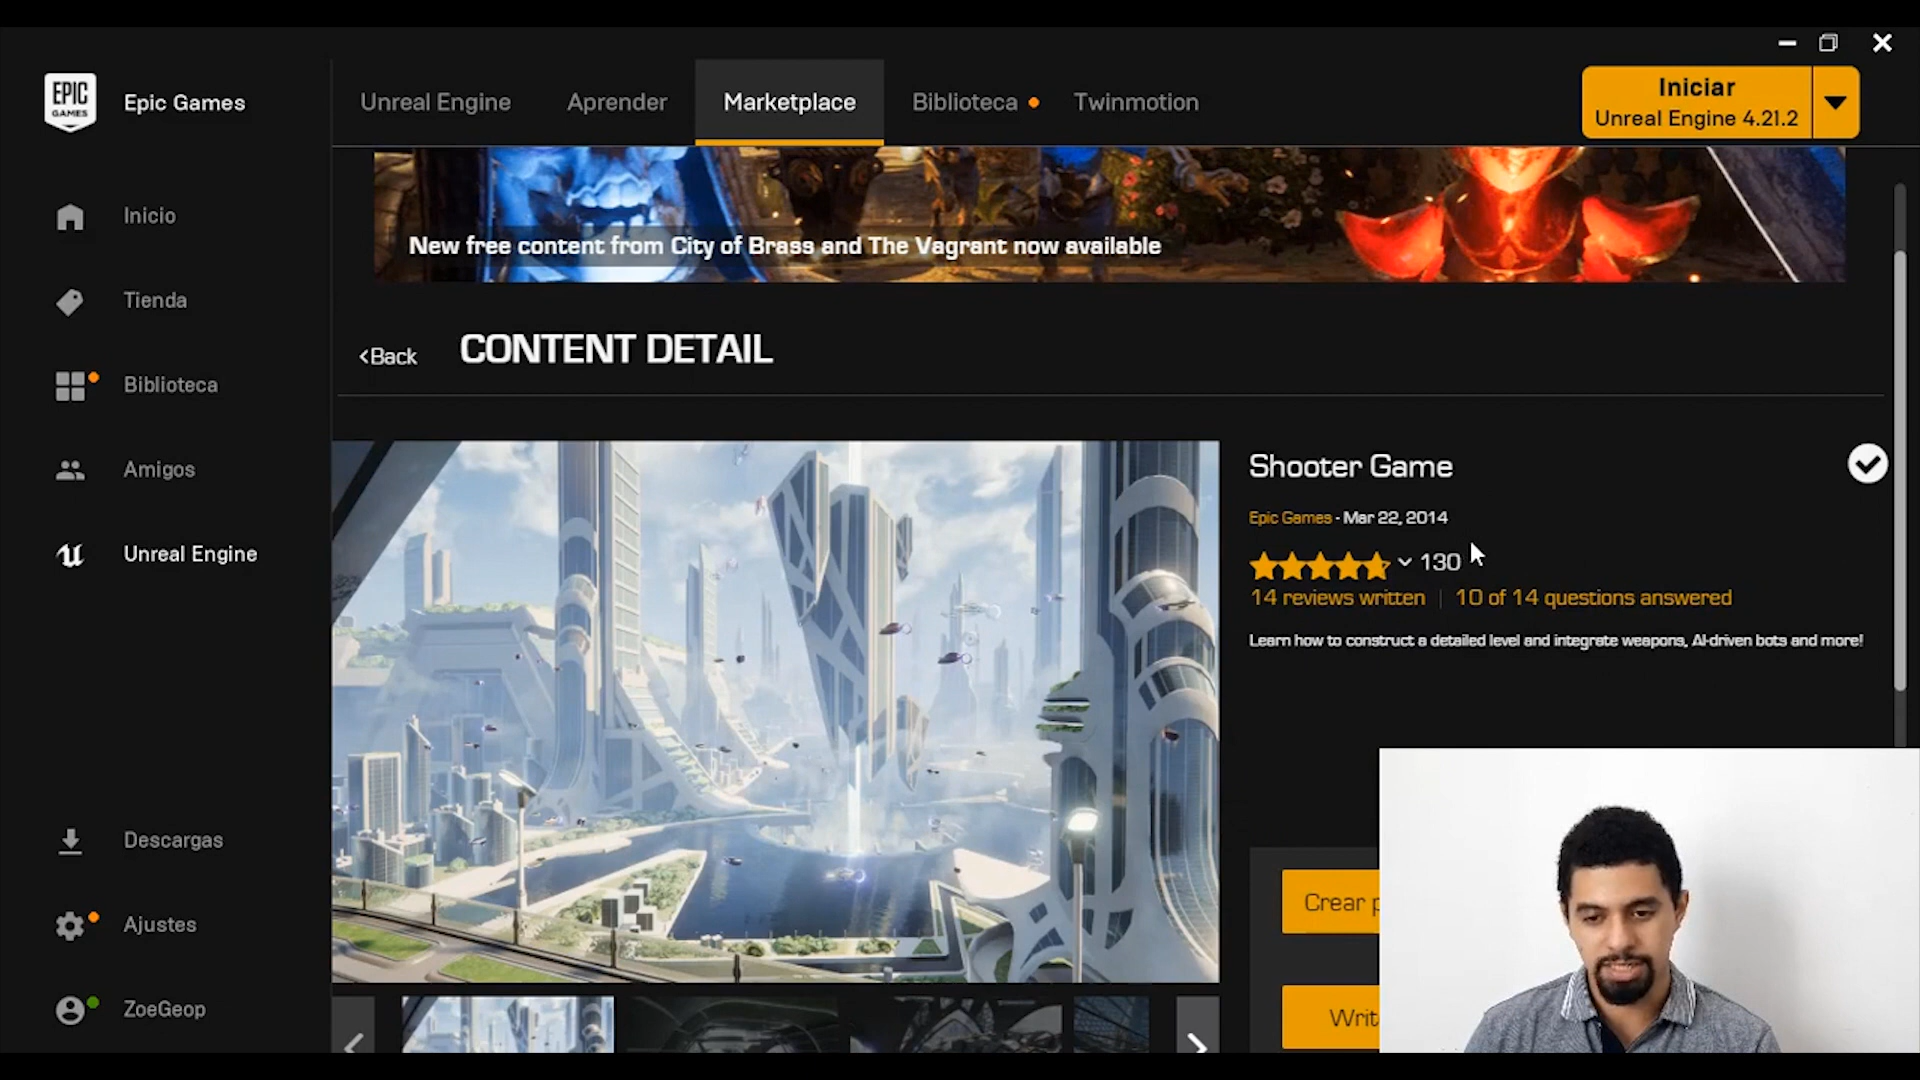 EPIC
GAMES
Epic Games
Unreal Engine
Aprender
Marketplace
Biblioteca
Twinmotion
Iniciar
Unreal Engine 4.21.2
Inicio
Tienda
Biblioteca
Amigos
Unreal Engine
Descargas
Ajustes
ZoeGeop
New free content from City of Brass and The Vagrant now available
<Back
CONTENT DETAIL
Shooter Game
Epic Games - Mar 22, 2014
130
14 reviews written | 10 of 14 questions answered
Learn how to construct a detailed level and integrate weapons, AI-driven bots and more!
Crear p
Writ